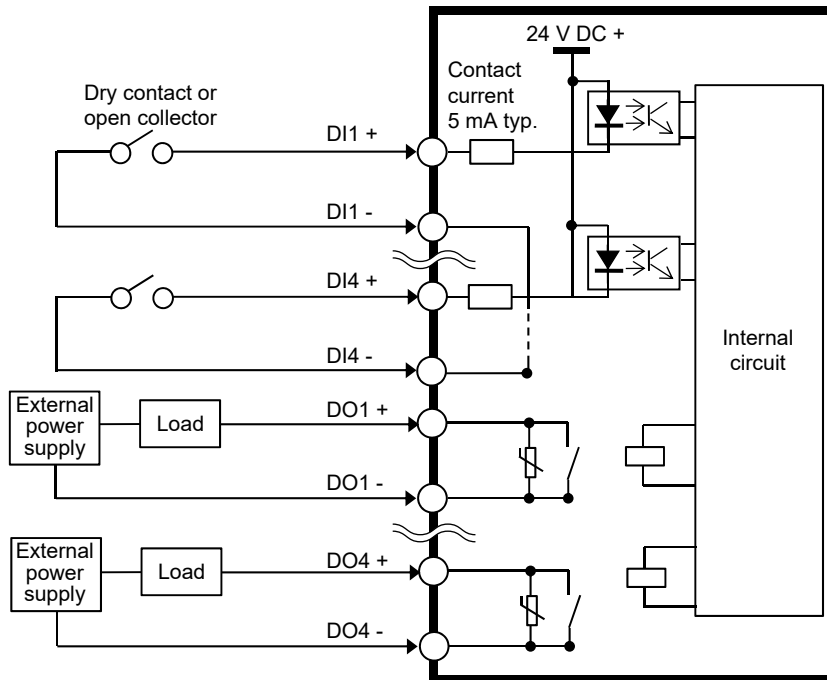 24 V DC +
Contact
current
5 mA typ.
Dry contact or
open collector
DI1 +
DI1 -
DI4 +
DI4 -
Internal
circuit
External
power
supply
Load
DO1 +
DO1 -
External
power
supply
Load
DO4 +
DO4 -